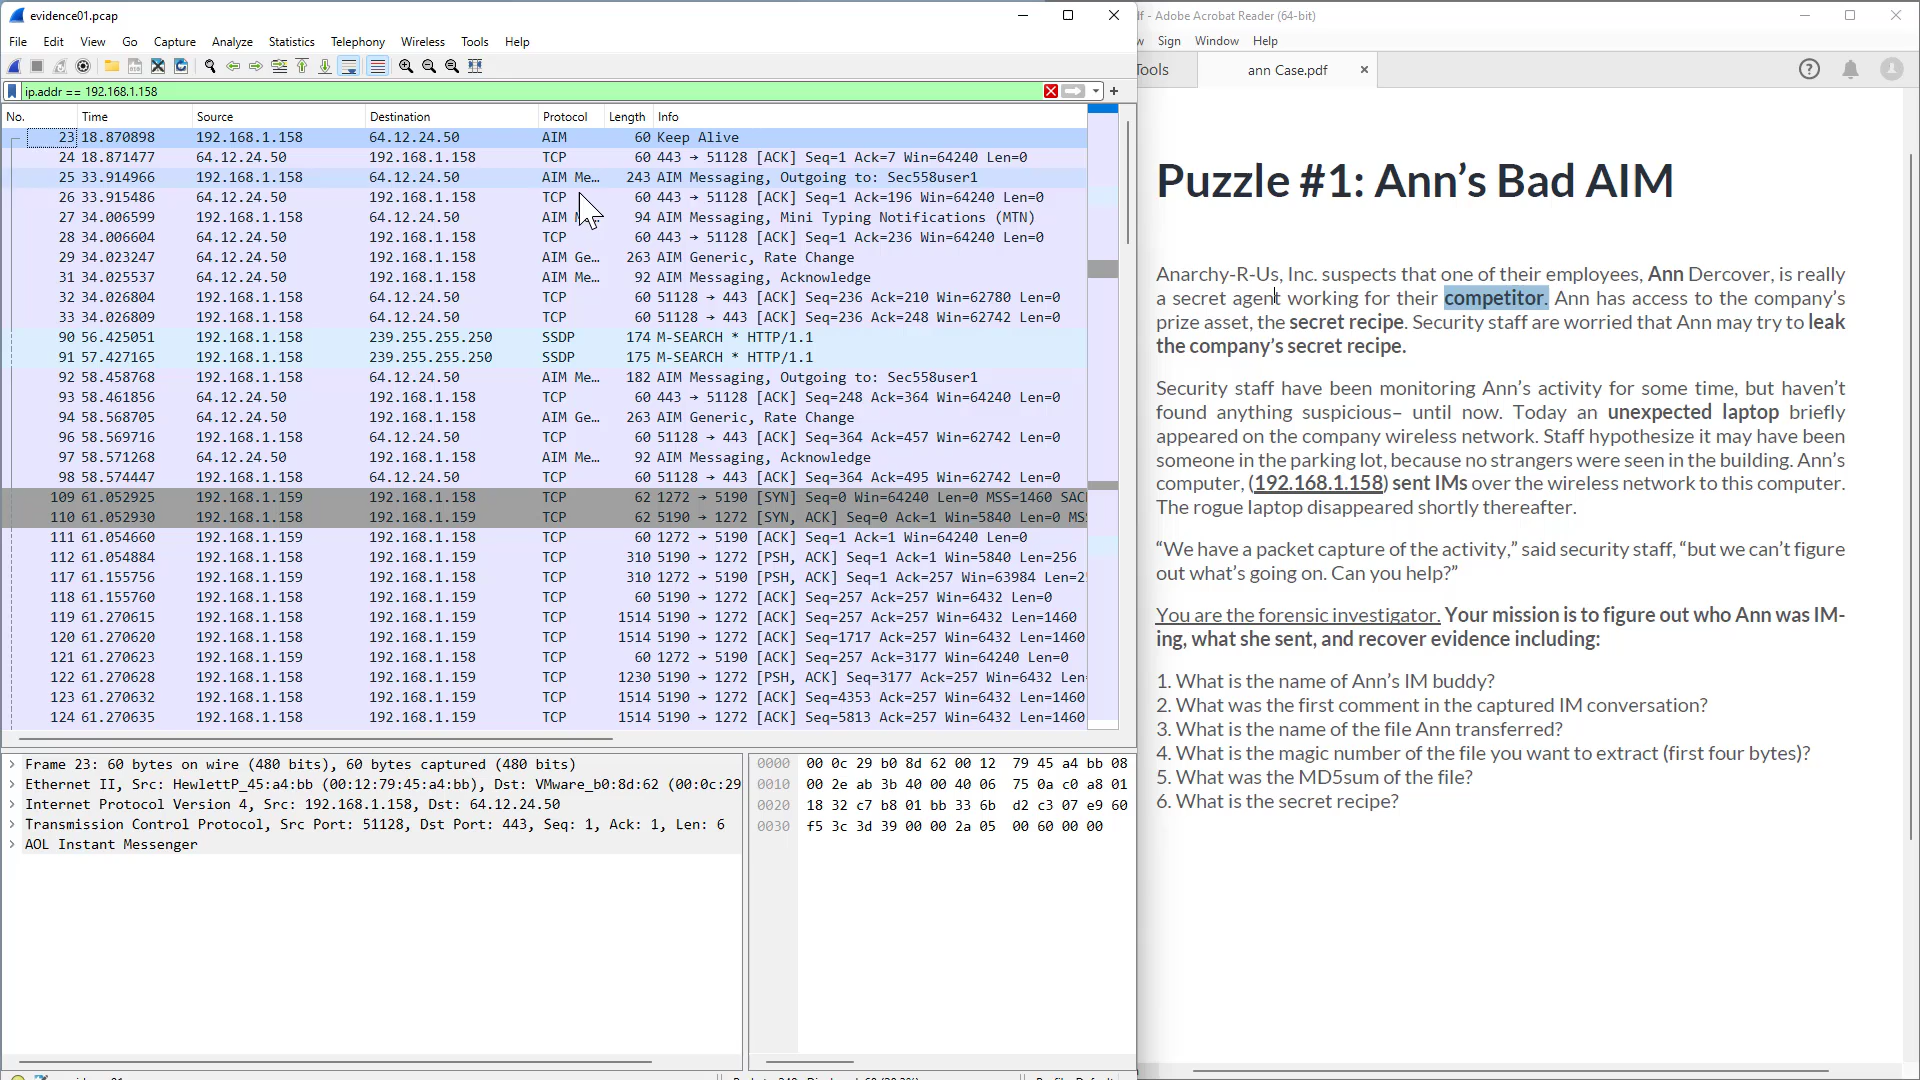 evidence01.pcap
File Edit View Go Capture Analyze Statistics Telephony Wireless Tools Help
ip.addr == 192.168.1.158
No. Time Source Destination Protocol Length Info
23 18.870898 192.168.1.158 64.12.24.50 AIM 60 Keep Alive
24 18.871477 64.12.24.50 192.168.1.158 TCP 60 443 → 51128 [ACK] Seq=1 Ack=7 Win=64240 Len=0
25 33.914966 192.168.1.158 64.12.24.50 AIM Me… 243 AIM Messaging, Outgoing to: Sec558user1
26 33.915486 64.12.24.50 192.168.1.158 TCP 60 443 → 51128 [ACK] Seq=1 Ack=196 Win=64240 Len=0
27 34.006599 192.168.1.158 64.12.24.50 AIM 94 AIM Messaging, Mini Typing Notifications (MTN)
28 34.006604 64.12.24.50 192.168.1.158 TCP 60 443 → 51128 [ACK] Seq=1 Ack=236 Win=64240 Len=0
29 34.023247 64.12.24.50 192.168.1.158 AIM Ge… 263 AIM Generic, Rate Change
31 34.025537 64.12.24.50 192.168.1.158 AIM Me… 92 AIM Messaging, Acknowledge
32 34.026804 192.168.1.158 64.12.24.50 TCP 60 51128 → 443 [ACK] Seq=236 Ack=210 Win=62780 Len=0
33 34.026809 192.168.1.158 64.12.24.50 TCP 60 51128 → 443 [ACK] Seq=236 Ack=248 Win=62742 Len=0
90 56.425051 192.168.1.158 239.255.255.250 SSDP 174 M-SEARCH * HTTP/1.1
91 57.427165 192.168.1.158 239.255.255.250 SSDP 175 M-SEARCH * HTTP/1.1
92 58.458768 192.168.1.158 64.12.24.50 AIM Me… 182 AIM Messaging, Outgoing to: Sec558user1
93 58.461856 64.12.24.50 192.168.1.158 TCP 60 443 → 51128 [ACK] Seq=248 Ack=364 Win=64240 Len=0
94 58.568705 64.12.24.50 192.168.1.158 AIM Ge… 263 AIM Generic, Rate Change
96 58.569716 192.168.1.158 64.12.24.50 TCP 60 51128 → 443 [ACK] Seq=364 Ack=457 Win=62742 Len=0
97 58.571268 64.12.24.50 192.168.1.158 AIM Me… 92 AIM Messaging, Acknowledge
98 58.574447 192.168.1.158 64.12.24.50 TCP 60 51128 → 443 [ACK] Seq=364 Ack=495 Win=62742 Len=0
109 61.052925 192.168.1.159 192.168.1.158 TCP 62 1272 → 5190 [SYN] Seq=0 Win=64240 Len=0 MSS=1460 SAC
110 61.052930 192.168.1.158 192.168.1.159 TCP 62 5190 → 1272 [SYN, ACK] Seq=0 Ack=1 Win=5840 Len=0 MS
111 61.054660 192.168.1.159 192.168.1.158 TCP 60 1272 → 5190 [ACK] Seq=1 Ack=1 Win=64240 Len=0
112 61.054884 192.168.1.158 192.168.1.159 TCP 310 5190 → 1272 [PSH, ACK] Seq=1 Ack=1 Win=5840 Len=256
117 61.155756 192.168.1.159 192.168.1.158 TCP 310 1272 → 5190 [PSH, ACK] Seq=1 Ack=257 Win=63984 Len=2
118 61.155760 192.168.1.158 192.168.1.159 TCP 60 5190 → 1272 [ACK] Seq=257 Ack=257 Win=6432 Len=0
119 61.270615 192.168.1.158 192.168.1.159 TCP 1514 5190 → 1272 [ACK] Seq=257 Ack=257 Win=6432 Len=1460
120 61.270620 192.168.1.158 192.168.1.159 TCP 1514 5190 → 1272 [ACK] Seq=1717 Ack=257 Win=6432 Len=1460
121 61.270623 192.168.1.159 192.168.1.158 TCP 60 1272 → 5190 [ACK] Seq=257 Ack=3177 Win=64240 Len=0
122 61.270628 192.168.1.158 192.168.1.159 TCP 1230 5190 → 1272 [PSH, ACK] Seq=3177 Ack=257 Win=6432 Len
123 61.270632 192.168.1.158 192.168.1.159 TCP 1514 5190 → 1272 [ACK] Seq=4353 Ack=257 Win=6432 Len=1460
124 61.270635 192.168.1.158 192.168.1.159 TCP 1514 5190 → 1272 [ACK] Seq=5813 Ack=257 Win=6432 Len=1460
Frame 23: 60 bytes on wire (480 bits), 60 bytes captured (480 bits)
Ethernet II, Src: HewlettP_45:a4:bb (00:12:79:45:a4:bb), Dst: VMware_b0:8d:62 (00:0c:29
Internet Protocol Version 4, Src: 192.168.1.158, Dst: 64.12.24.50
Transmission Control Protocol, Src Port: 51128, Dst Port: 443, Seq: 1, Ack: 1, Len: 6
AOL Instant Messenger
0000 00 0c 29 b0 8d 62 00 12 79 45 a4 bb 08
0010 00 2e ab 3b 40 00 40 06 75 0a c0 a8 01
0020 18 32 c7 b8 01 bb 33 6b d2 c3 07 e9 60
0030 f5 3c 3d 39 00 00 2a 05 00 60 00 00
df - Adobe Acrobat Reader (64-bit)
w Sign Window Help
Tools
ann Case.pdf
Puzzle #1: Ann’s Bad AIM
Anarchy-R-Us, Inc. suspects that one of their employees, Ann Dercover, is really
a secret agent working for their competitor. Ann has access to the company’s
prize asset, the secret recipe. Security staff are worried that Ann may try to leak
the company’s secret recipe.
Security staff have been monitoring Ann’s activity for some time, but haven’t
found anything suspicious– until now. Today an unexpected laptop briefly
appeared on the company wireless network. Staff hypothesize it may have been
someone in the parking lot, because no strangers were seen in the building. Ann’s
computer, (192.168.1.158) sent IMs over the wireless network to this computer.
The rogue laptop disappeared shortly thereafter.
“We have a packet capture of the activity,” said security staff, “but we can’t figure
out what’s going on. Can you help?”
You are the forensic investigator. Your mission is to figure out who Ann was IM-
ing, what she sent, and recover evidence including:
1. What is the name of Ann’s IM buddy?
2. What was the first comment in the captured IM conversation?
3. What is the name of the file Ann transferred?
4. What is the magic number of the file you want to extract (first four bytes)?
5. What was the MD5sum of the file?
6. What is the secret recipe?